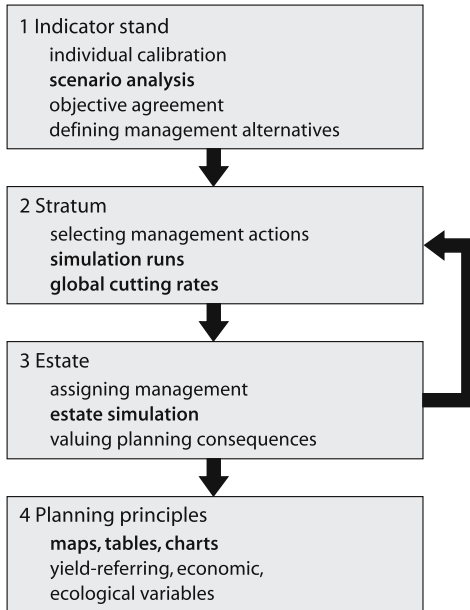 1 Indicator stand
individual calibration
scenario analysis
objective agreement
defining management alternatives
2 Stratum
selecting management actions
simulation runs
global cutting rates
3 Estate
assigning management
estate simulation
valuing planning consequences
4 Planning principles
maps, tables, charts
yield-referring, economic,
ecological variables